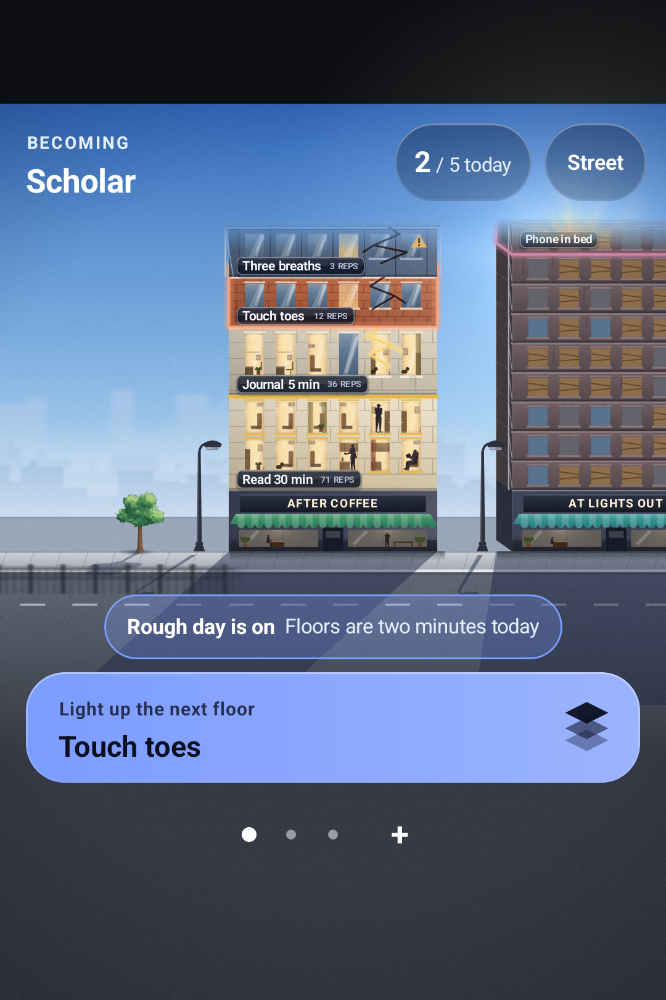 BECOMING
Scholar
2 / 5 today
Street
Phone in bed
Three breaths 3 REPS
Touch toes 12 REPS
Journal 5 min 36 REPS
Read 30 min 71 REPS
AFTER COFFEE
AT LIGHTS OUT
Rough day is on Floors are two minutes today
Light up the next floor
Touch toes